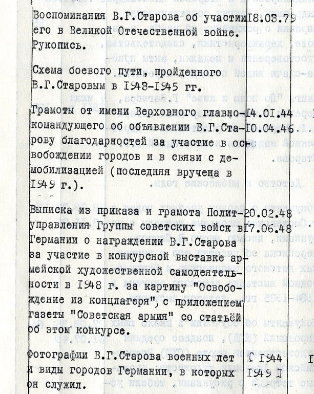 Воспоминания В.Г.Старова об участии 18.03.79
его в Великой Отечественной войне.
Рукопись.
Схема боевого пути, пройденного
В.Г.Старовым в 1943-1945 гг.
Грамоты от имени Верховного главно- 14.01.44
командующего об объявлении В.Г.Ста- 10.04.46
рову благодарностей за участие в ос-
вобождении городов и в связи с де-
мобилизацией (последняя вручена в
1949 г.).
Выписка из приказа и грамота Полит- 20.02.48
управления Группы советских войск в 17.06.48
Германии о награждении В.Г.Старова
за участие в конкурсной выставке ар-
мейской художественной самодеятель-
ности в 1948 г. за картину "Освобо-
ждение из концлагеря", с приложением
газеты "Советская армия" со статьёй
об этом конкурсе.
Фотографии В.Г.Старова военных лет [ 1944
и виды городов Германии, в которых 1949 ]
он служил.